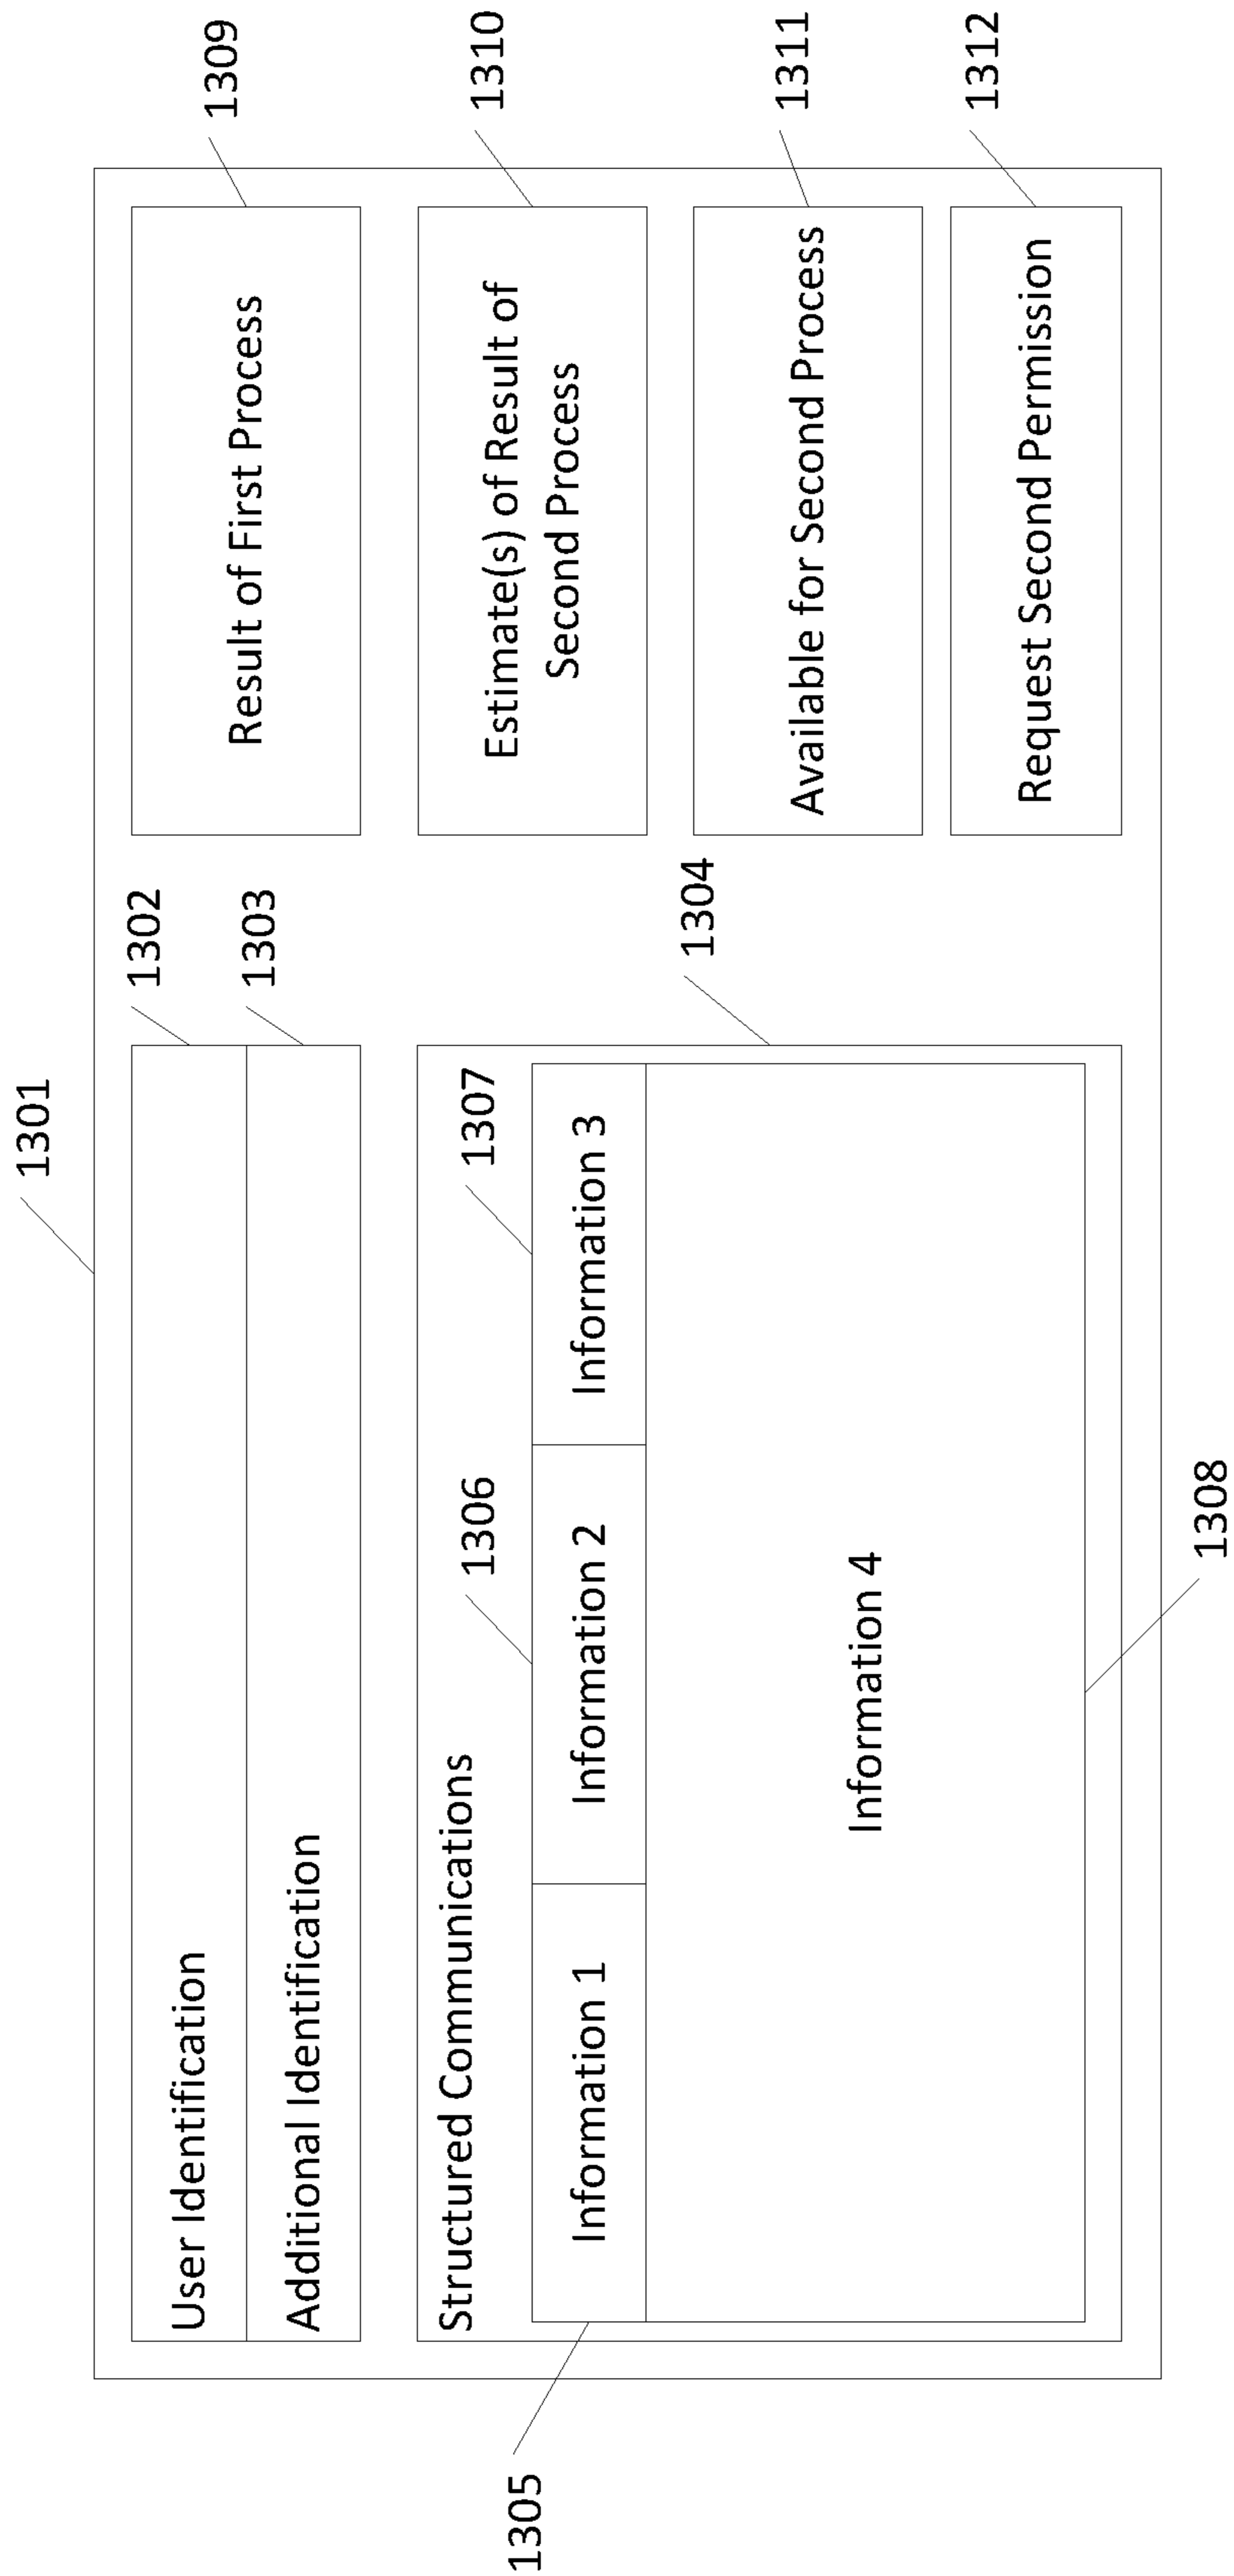 1301
User Identification
1302
Additional Identification
1303
Structured Communications
1304
Information 1
1305
Information 2
1306
Information 3
1307
Information 4
1308
Result of First Process
1309
Estimate(s) of Result of
Second Process
1310
Available for Second Process
1311
Request Second Permission
1312